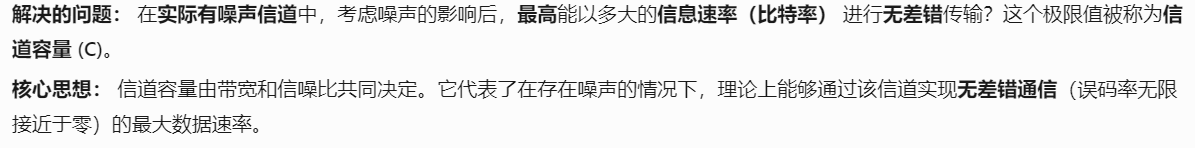 解决的问题： 在实际有噪声信道中，考虑噪声的影响后，最高能以多大的信息速率（比特率） 进行无差错传输？这个极限值被称为信
道容量 (C)。
核心思想： 信道容量由带宽和信噪比共同决定。它代表了在存在噪声的情况下，理论上能够通过该信道实现无差错通信（误码率无限
接近于零）的最大数据速率。